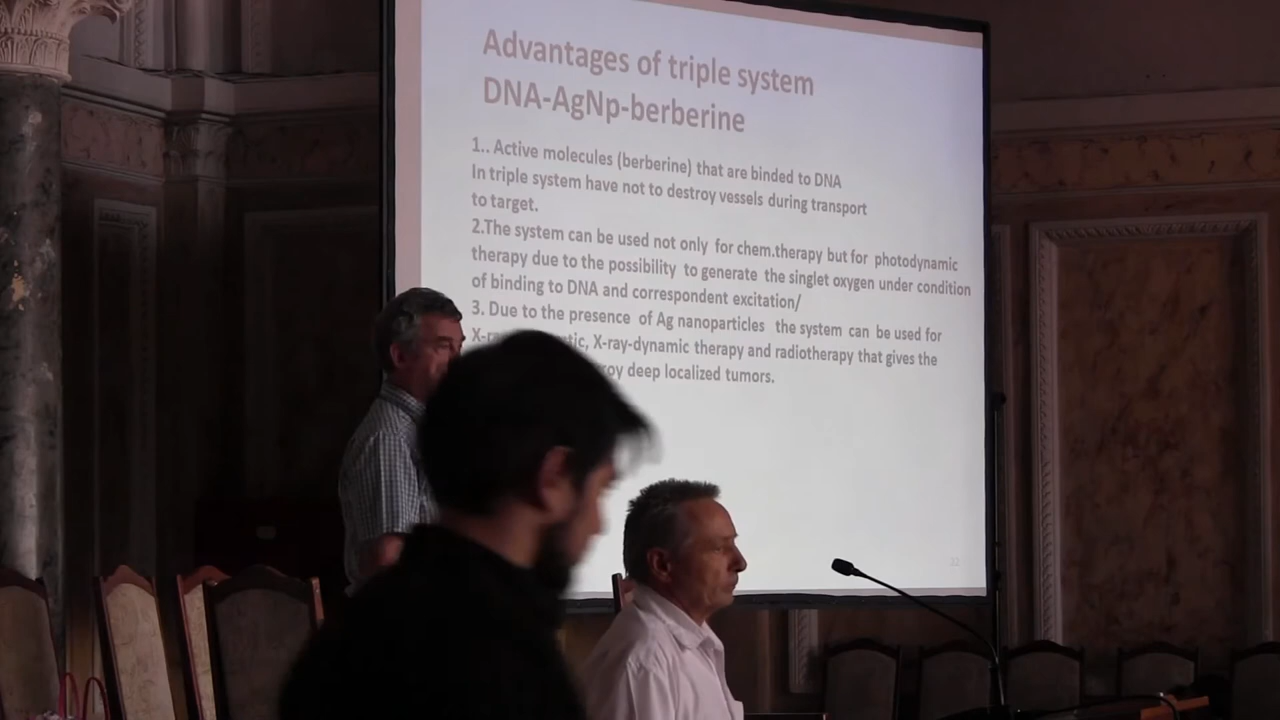 Advantages of triple system
DNA-AgNp-berberine
1.. Active molecules (berberine) that are binded to DNA
In triple system have not to destroy vessels during transport
to target.
2.The system can be used not only for chem.therapy but for photodynamic
therapy due to the possibility to generate the singlet oxygen under condition
of binding to DNA and correspondent excitation/
3. Due to the presence of Ag nanoparticles the system can be used for
X-ray-dynamic therapy and radiotherapy that gives the
deep localized tumors.
22